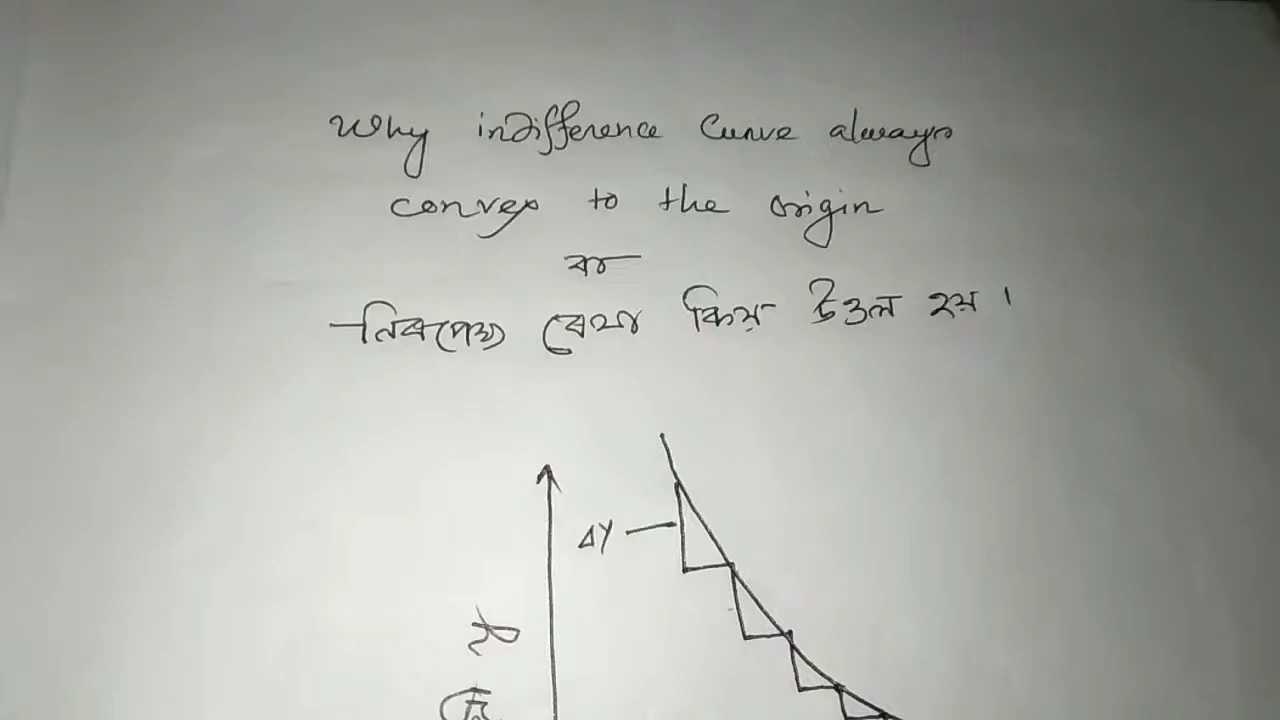 Why indifference Curve always
convex to the origin
বা
নিরপেক্ষ রেখা কিয় উত্তল হয়।
ΔY